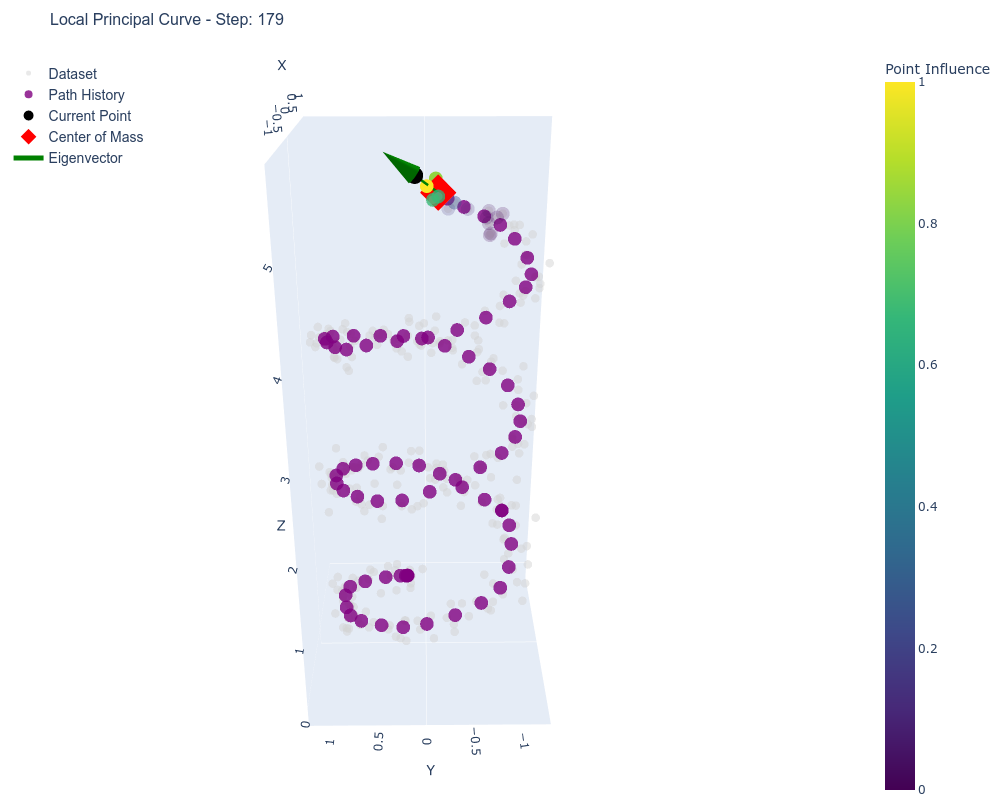 Local Principal Curve - Step: 179
Dataset
Path History
Current Point
Center of Mass
Eigenvector
Point Influence
1
0.8
0.6
0.4
0.2
0
X
1
0.5
0
−0.5
−1
5
4
3
Z
2
1
0
1
0.5
0
−0.5
−1
Y